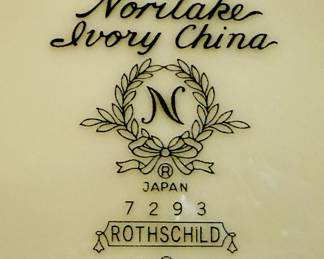 Noritake
Ivory China
N
®
JAPAN
7293
ROTHSCHiLD